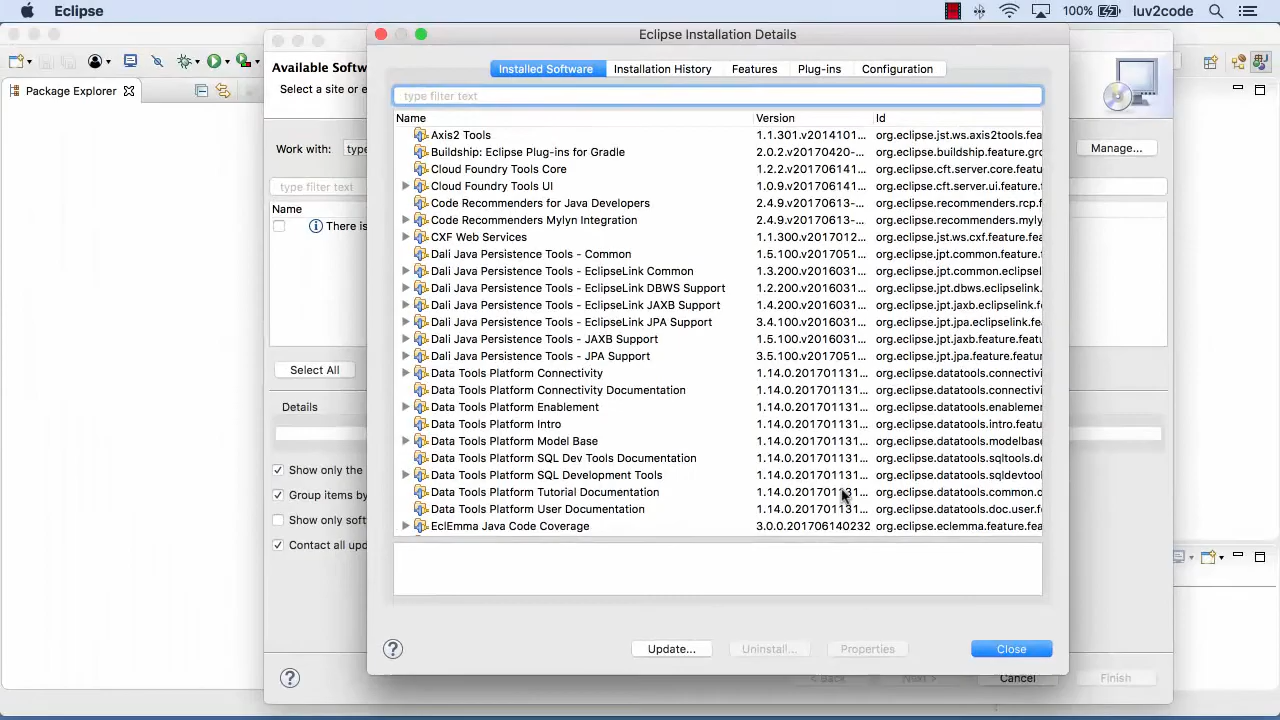 Eclipse 100% luv2code
Eclipse Installation Details
Available Softw
Select a site or e
Package Explorer
Installed Software Installation History Features Plug-ins Configuration
type filter text
Work with: type
Manage...
type filter text
Name
There is
Name Version Id
Axis2 Tools 1.1.301.v2014101... org.eclipse.jst.ws.axis2tools.fea
Buildship: Eclipse Plug-ins for Gradle 2.0.2.v20170420-... org.eclipse.buildship.feature.gro
Cloud Foundry Tools Core 1.2.2.v201706141... org.eclipse.cft.server.core.featu
Cloud Foundry Tools UI 1.0.9.v201706141... org.eclipse.cft.server.ui.feature.
Code Recommenders for Java Developers 2.4.9.v20170613-... org.eclipse.recommenders.rcp.f
Code Recommenders Mylyn Integration 2.4.9.v20170613-... org.eclipse.recommenders.myly
CXF Web Services 1.1.300.v2017012... org.eclipse.jst.ws.cxf.feature.fe
Dali Java Persistence Tools - Common 1.5.100.v201705... org.eclipse.jpt.common.feature.f
Dali Java Persistence Tools - EclipseLink Common 1.3.200.v2016031... org.eclipse.jpt.common.eclipsel
Dali Java Persistence Tools - EclipseLink DBWS Support 1.2.200.v2016031... org.eclipse.jpt.dbws.eclipselink.
Dali Java Persistence Tools - EclipseLink JAXB Support 1.4.200.v2016031... org.eclipse.jpt.jaxb.eclipselink.f
Dali Java Persistence Tools - EclipseLink JPA Support 3.4.100.v2016031... org.eclipse.jpt.jpa.eclipselink.fe
Dali Java Persistence Tools - JAXB Support 1.5.100.v2016031... org.eclipse.jpt.jaxb.feature.featu
Dali Java Persistence Tools - JPA Support 3.5.100.v2017051... org.eclipse.jpt.jpa.feature.featur
Data Tools Platform Connectivity 1.14.0.201701131... org.eclipse.datatools.connectivi
Data Tools Platform Connectivity Documentation 1.14.0.201701131... org.eclipse.datatools.connectivi
Data Tools Platform Enablement 1.14.0.201701131... org.eclipse.datatools.enablemen
Data Tools Platform Intro 1.14.0.201701131... org.eclipse.datatools.intro.featur
Data Tools Platform Model Base 1.14.0.201701131... org.eclipse.datatools.modelbase
Data Tools Platform SQL Dev Tools Documentation 1.14.0.201701131... org.eclipse.datatools.sqltools.do
Data Tools Platform SQL Development Tools 1.14.0.201701131... org.eclipse.datatools.sqldevtool
Data Tools Platform Tutorial Documentation 1.14.0.201701131... org.eclipse.datatools.common.d
Data Tools Platform User Documentation 1.14.0.201701131... org.eclipse.datatools.doc.user.f
EclEmma Java Code Coverage 3.0.0.201706140232 org.eclipse.eclemma.feature.fea
Select All
Details
Show only the
Group items by
Show only soft
Contact all upd
Update... Uninstall... Properties Close
< Back Next > Cancel Finish